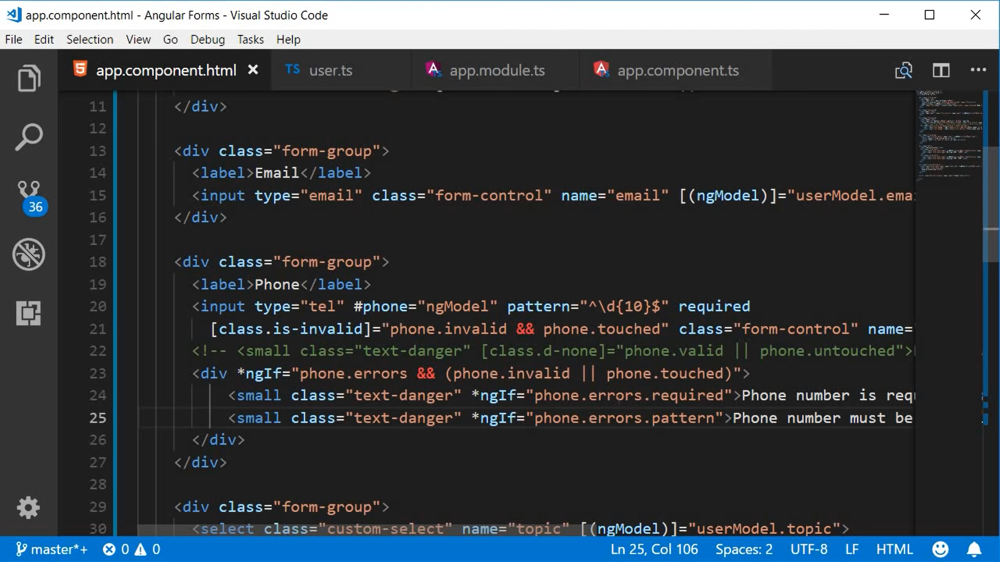 app.component.html - Angular Forms - Visual Studio Code
File Edit Selection View Go Debug Tasks Help
app.component.html TS user.ts app.module.ts app.component.ts
11 </div>
12
13 <div class="form-group">
14 <label>Email</label>
15 <input type="email" class="form-control" name="email" [(ngModel)]="userModel.ema
16 </div>
17
18 <div class="form-group">
19 <label>Phone</label>
20 <input type="tel" #phone="ngModel" pattern="^\d{10}$" required
21 [class.is-invalid]="phone.invalid && phone.touched" class="form-control" name="
22 <!-- <small class="text-danger" [class.d-none]="phone.valid || phone.untouched">
23 <div *ngIf="phone.errors && (phone.invalid || phone.touched)">
24 <small class="text-danger" *ngIf="phone.errors.required">Phone number is req
25 <small class="text-danger" *ngIf="phone.errors.pattern">Phone number must be
26 </div>
27 </div>
28
29 <div class="form-group">
30 <select class="custom-select" name="topic" [(ngModel)]="userModel.topic">
36
master*+ 0 0 Ln 25, Col 106 Spaces: 2 UTF-8 LF HTML